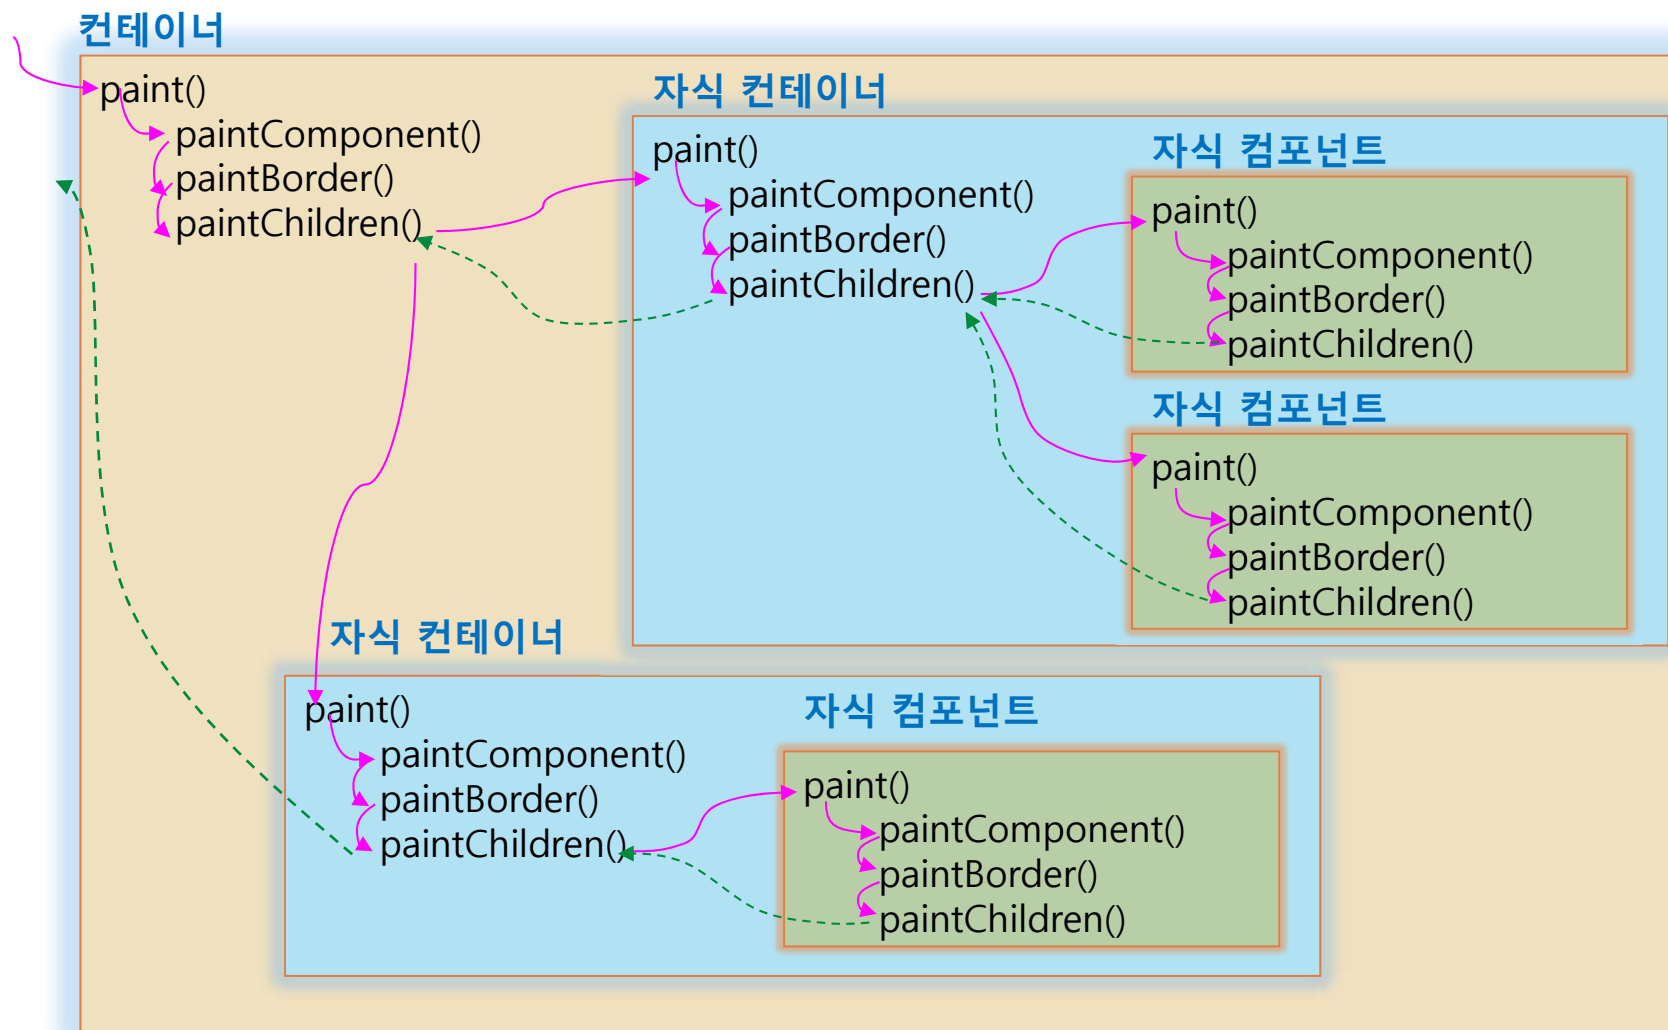 컨테이너
paint()
paintComponent()
paintBorder()
paintChildren()
자식 컨테이너
paint()
paintComponent()
paintBorder()
paintChildren()
자식 컴포넌트
paint()
paintComponent()
paintBorder()
paintChildren()
자식 컴포넌트
paint()
paintComponent()
paintBorder()
paintChildren()
자식 컨테이너
paint()
paintComponent()
paintBorder()
paintChildren()
자식 컴포넌트
paint()
paintComponent()
paintBorder()
paintChildren()